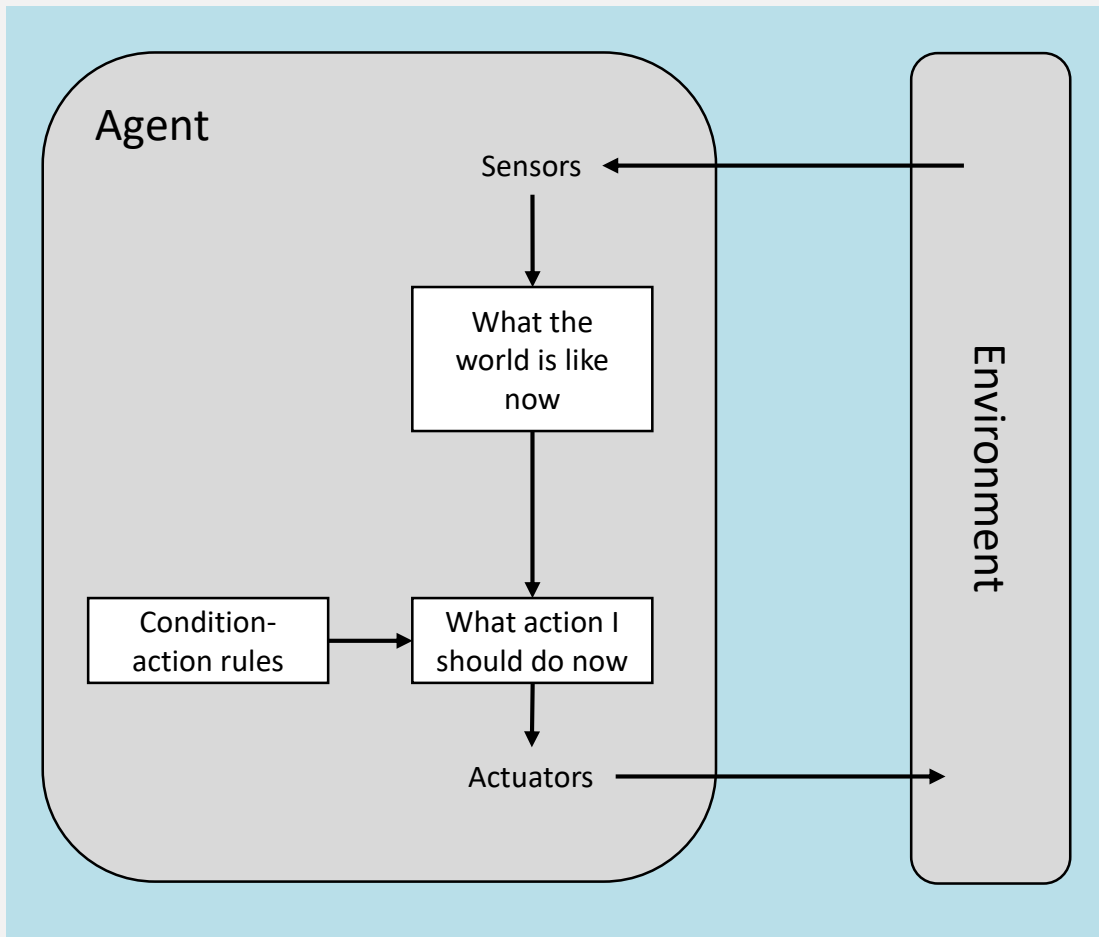 Agent
Sensors
What the
world is like
now
Condition-
action rules
What action I
should do now
Actuators
Environment